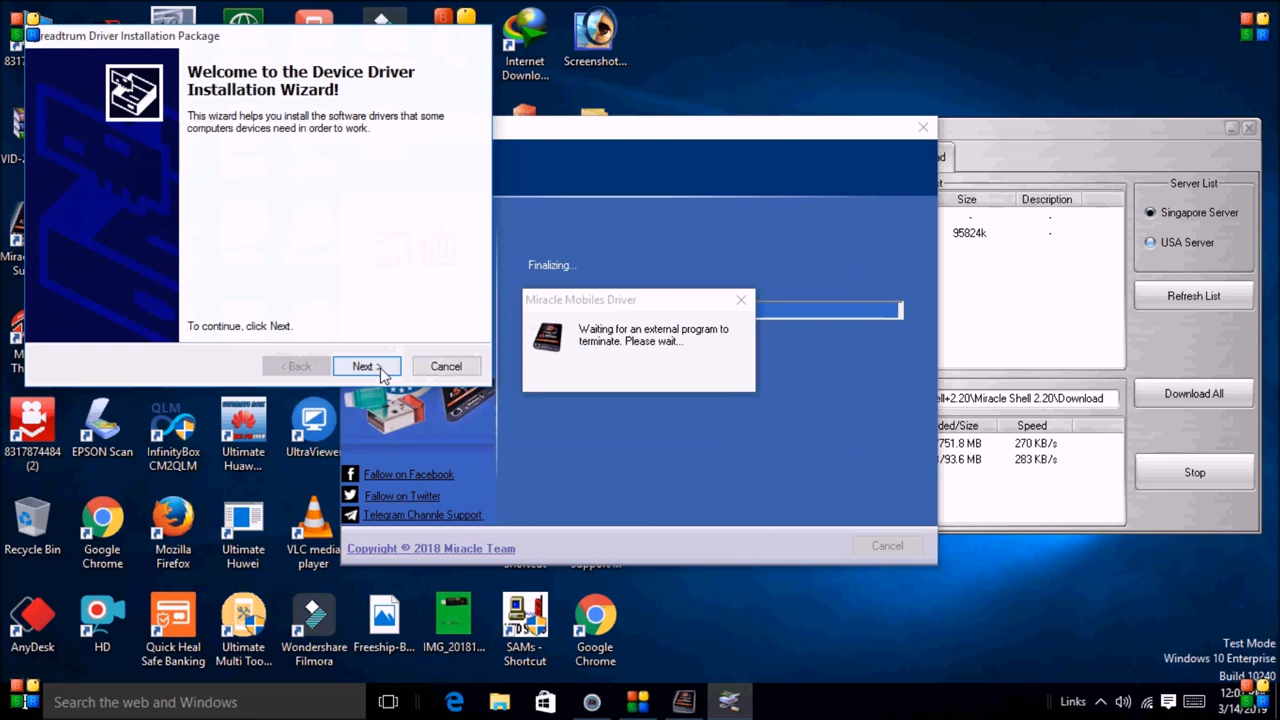 readtrum Driver Installation Package
Welcome to the Device Driver
Installation Wizard!
This wizard helps you install the software drivers that some
computers devices need in order to work.
To continue, click Next.
< Back
Next >
Cancel
Internet
Downlo...
Screenshot...
Finalizing...
Miracle Mobiles Driver
Waiting for an external program to
terminate. Please wait...
Fallow on Facebook
Fallow on Twitter
Telegram Channle Support
Copyright © 2018 Miracle Team
Cancel
Size
Description
-
-
95824k
-
Server List
Singapore Server
USA Server
Refresh List
ell+2.20\Miracle Shell 2.20\Download
Download All
ded/Size
Speed
751.8 MB
270 KB/s
/93.6 MB
283 KB/s
Stop
8317874484
(2)
EPSON Scan
InfinityBox
CM2QLM
Ultimate
Huaw...
UltraViewer
Recycle Bin
Google
Chrome
Mozilla
Firefox
Ultimate
Huwei
VLC media
player
Shortcut
AnyDesk
HD
Quick Heal
Safe Banking
Ultimate
Multi Too...
Wondershare
Filmora
Freeship-B...
IMG_20181...
SAMs -
Shortcut
Google
Chrome
Test Mode
Windows 10 Enterprise
Build 10240
Search the web and Windows
Links
3/14/2019